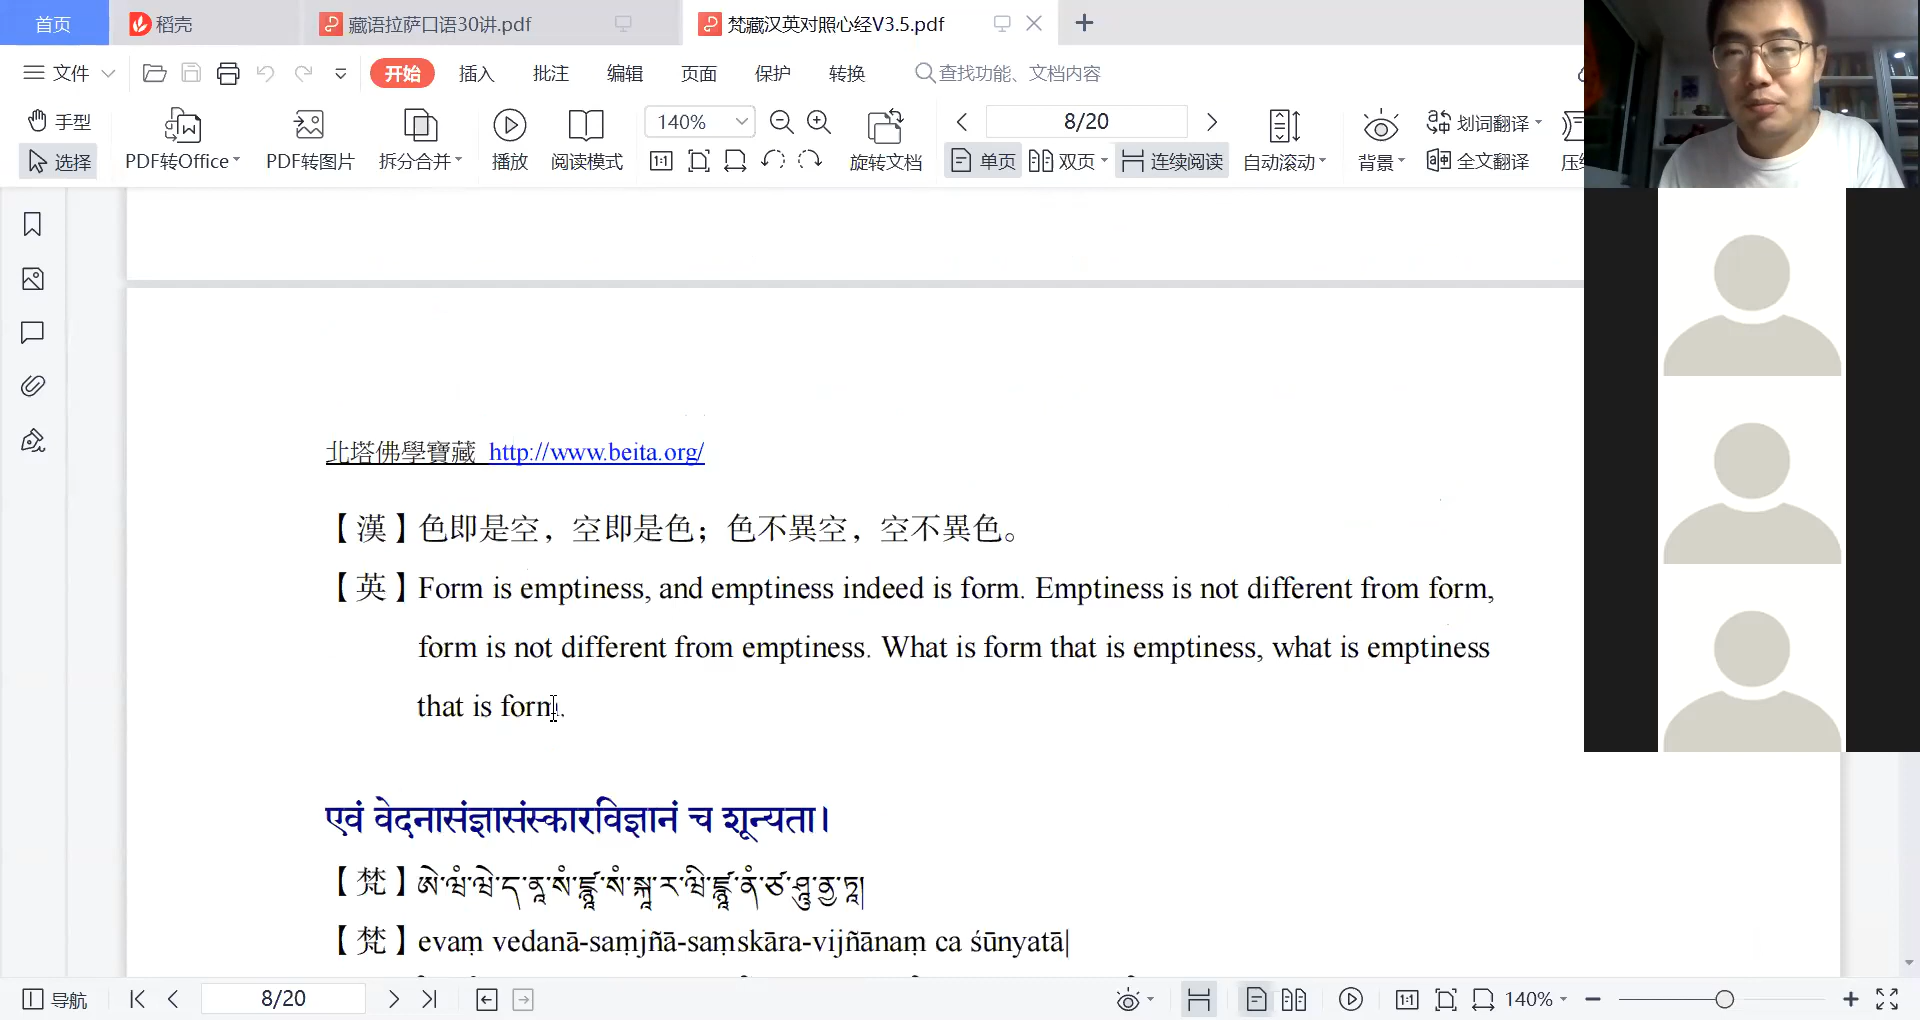 首页
稻壳
藏语拉萨口语30讲.pdf
梵藏汉英对照心经V3.5.pdf
文件
开始
插入
批注
编辑
页面
保护
转换
查找功能、文档内容
手型
选择
PDF转Office
PDF转图片
拆分合并
播放
阅读模式
140%
旋转文档
8/20
单页
双页
连续阅读
自动滚动
背景
划词翻译
全文翻译
北塔佛學寶藏 http://www.beita.org/
【漢】色即是空，空即是色；色不異空，空不異色。
【英】Form is emptiness, and emptiness indeed is form. Emptiness is not different from form,
form is not different from emptiness. What is form that is emptiness, what is emptiness
that is form.
एवं वेदनासंज्ञासंस्कारविज्ञानं च शून्यता।
【梵】ཨེ་ཝཾ་ཝེ་ད་ནཱ་སཾ་ཛྙཱ་སཾ་སྐཱ་ར་ཝི་ཛྙཱ་ནཾ་ཙ་ཤཱུ་ནྱ་ཏཱ།
【梵】evaṃ vedanā-saṃjñā-saṃskāra-vijñānaṃ ca śūnyatā|
导航
8/20
140%